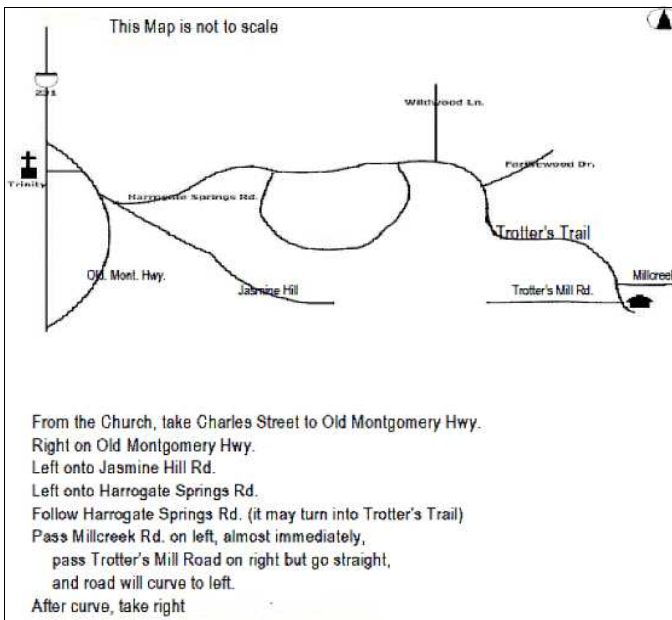 This Map is not to scale
231
Wildwood Ln.
Trinity
Harrogate Springs Rd.
Trotter's Trail
Old. Mont. Hwy.
Jasmine Hill
Trotter's Mill Rd.
Millcreek
From the Church, take Charles Street to Old Montgomery Hwy.
Right on Old Montgomery Hwy.
Left onto Jasmine Hill Rd.
Left onto Harrogate Springs Rd.
Follow Harrogate Springs Rd. (it may turn into Trotter's Trail)
Pass Millcreek Rd. on left, almost immediately,
pass Trotter's Mill Road on right but go straight,
and road will curve to left.
After curve, take right